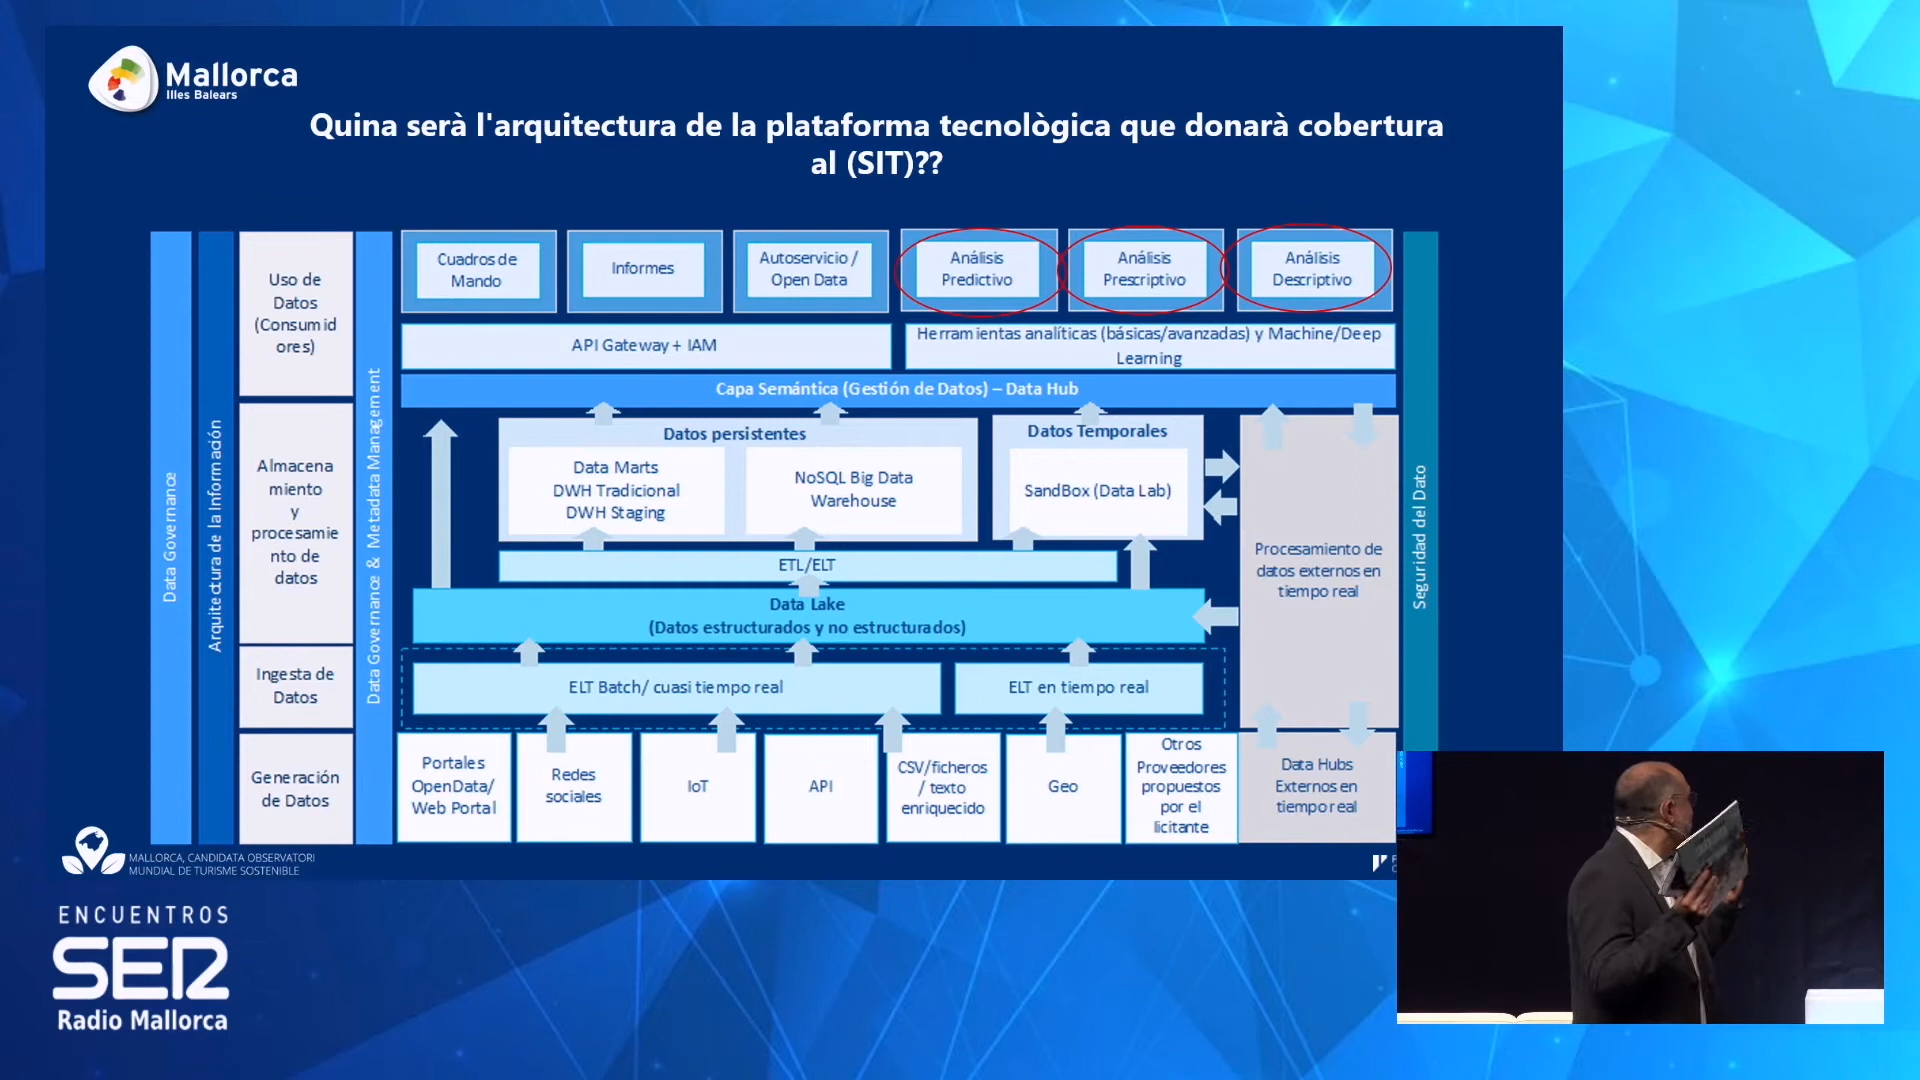 Mallorca
Illes Balears
Quina serà l'arquitectura de la plataforma tecnològica que donarà cobertura
al (SIT)??
Data Governance
Arquitectura de la Información
Uso de
Datos
(Consumid
ores)
Almacena
miento
y
procesamie
nto de
datos
Ingesta de
Datos
Generación
de Datos
Data Governance & Metadata Management
Cuadros de
Mando
Informes
Autoservicio /
Open Data
Análisis
Predictivo
Análisis
Prescriptivo
Análisis
Descriptivo
API Gateway + IAM
Herramientas analíticas (básicas/avanzadas) y Machine/Deep
Learning
Capa Semántica (Gestión de Datos) – Data Hub
Datos persistentes
Data Marts
DWH Tradicional
DWH Staging
NoSQL Big Data
Warehouse
Datos Temporales
SandBox (Data Lab)
Procesamiento de
datos externos en
tiempo real
ETL/ELT
Data Lake
(Datos estructurados y no estructurados)
ELT Batch/ cuasi tiempo real
ELT en tiempo real
Portales
OpenData/
Web Portal
Redes
sociales
IoT
API
CSV/ficheros
/ texto
enriquecido
Geo
Otros
Proveedores
propuestos
por el
licitante
Data Hubs
Externos en
tiempo real
Seguridad del Dato
MALLORCA, CANDIDATA OBSERVATORI
MUNDIAL DE TURISME SOSTENIBLE
ENCUENTROS
SER
Radio Mallorca